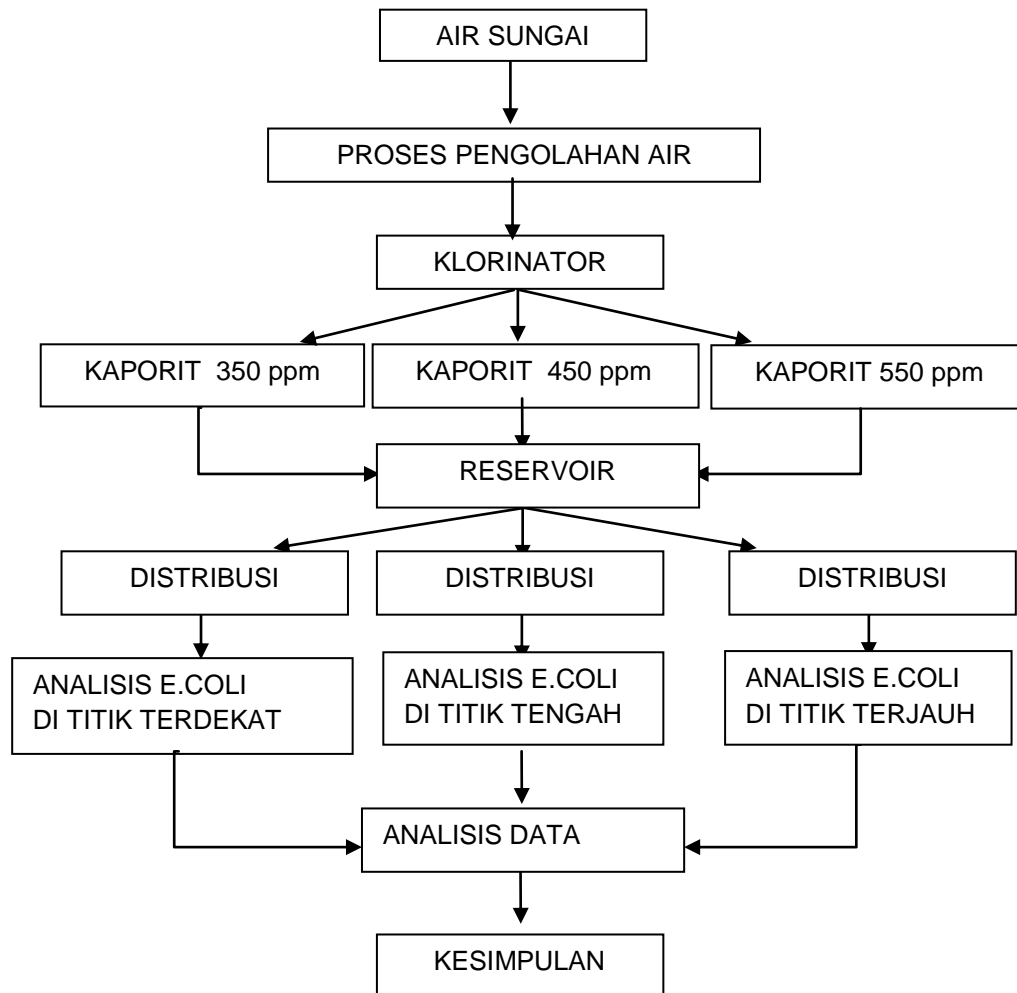 AIR SUNGAI
PROSES PENGOLAHAN AIR
KLORINATOR
KAPORIT 350 ppm
KAPORIT 450 ppm
KAPORIT 550 ppm
RESERVOIR
DISTRIBUSI
DISTRIBUSI
DISTRIBUSI
ANALISIS E.COLI
DI TITIK TERDEKAT
ANALISIS E.COLI
DI TITIK TENGAH
ANALISIS E.COLI
DI TITIK TERJAUH
ANALISIS DATA
KESIMPULAN